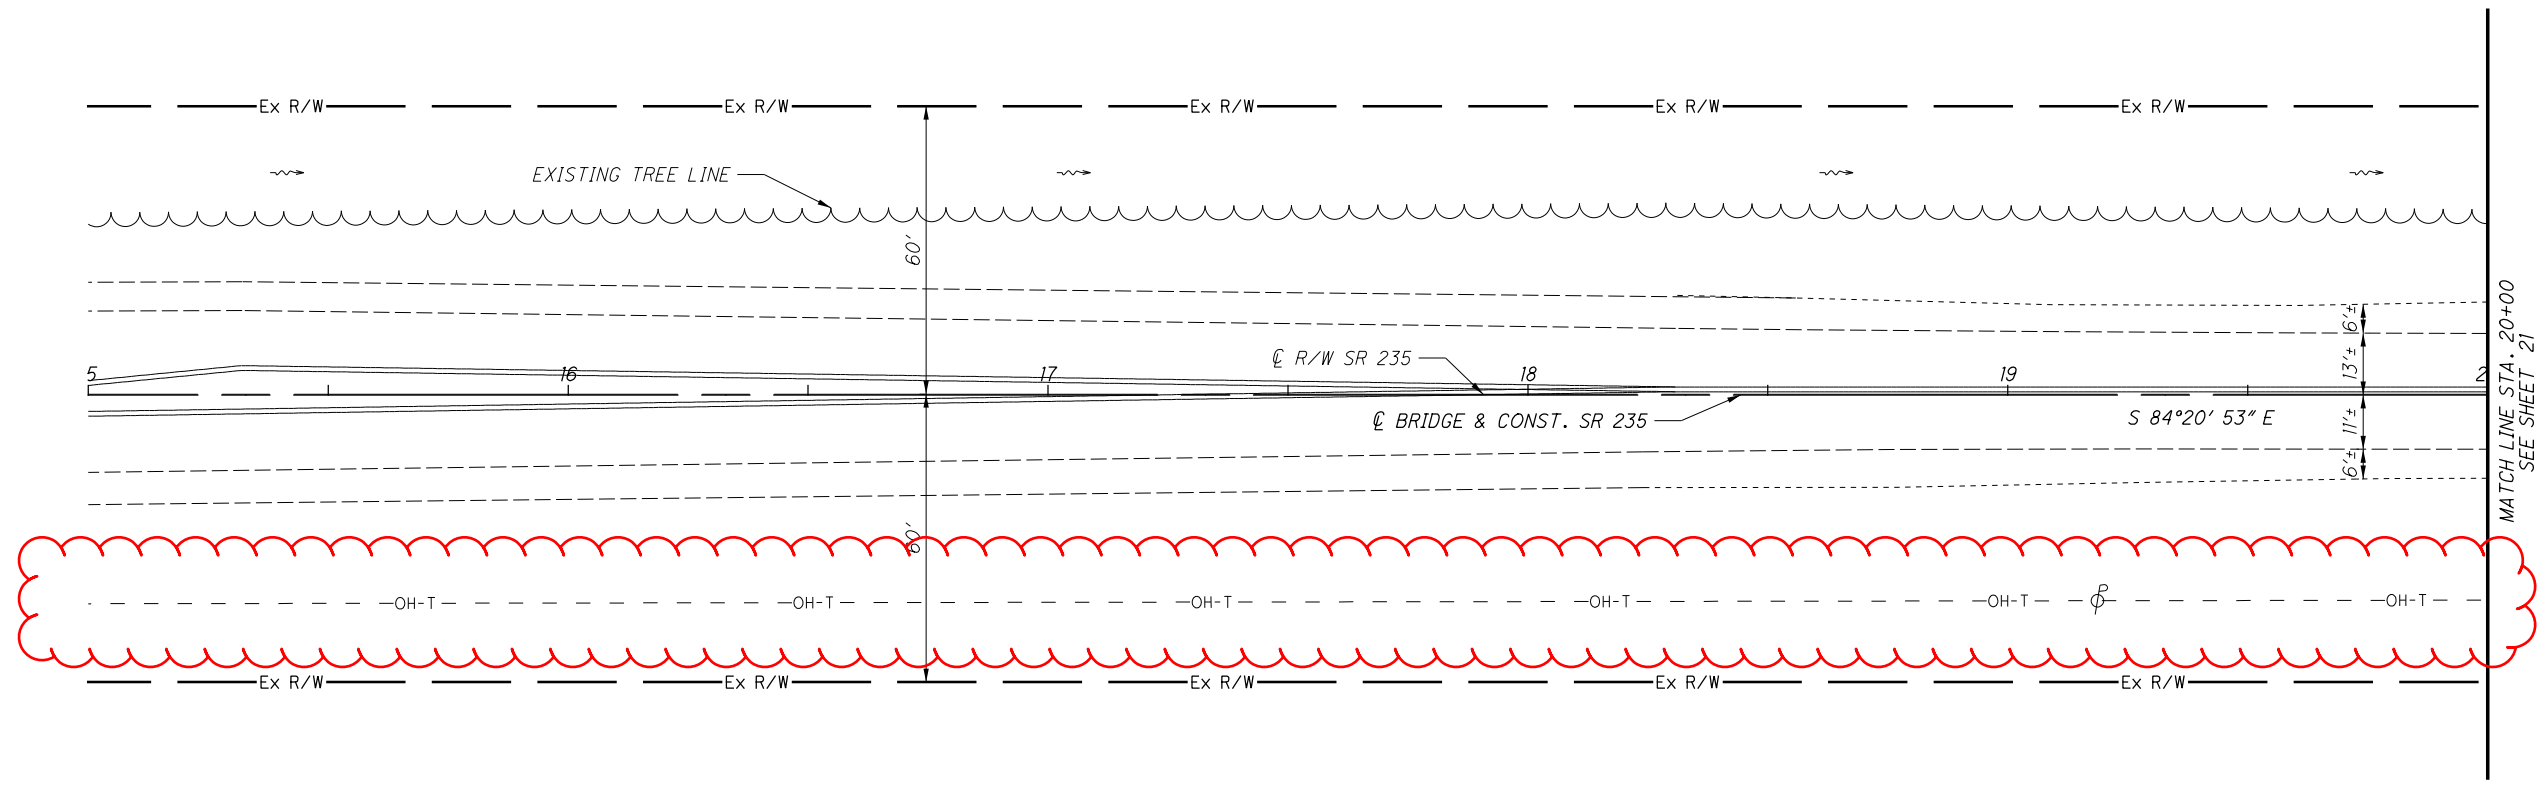 Ex R/W Ex R/W Ex R/W Ex R/W Ex R/W
EXISTING TREE LINE
60'
6'±
13'±
℄ R/W SR 235
5 16 17 18 19 2
℄ BRIDGE & CONST. SR 235
S 84°20' 53" E
11'±
6'±
MATCH LINE STA. 20+00
SEE SHEET 21
60'
OH-T OH-T OH-T OH-T OH-T P OH-T
Ex R/W Ex R/W Ex R/W Ex R/W Ex R/W